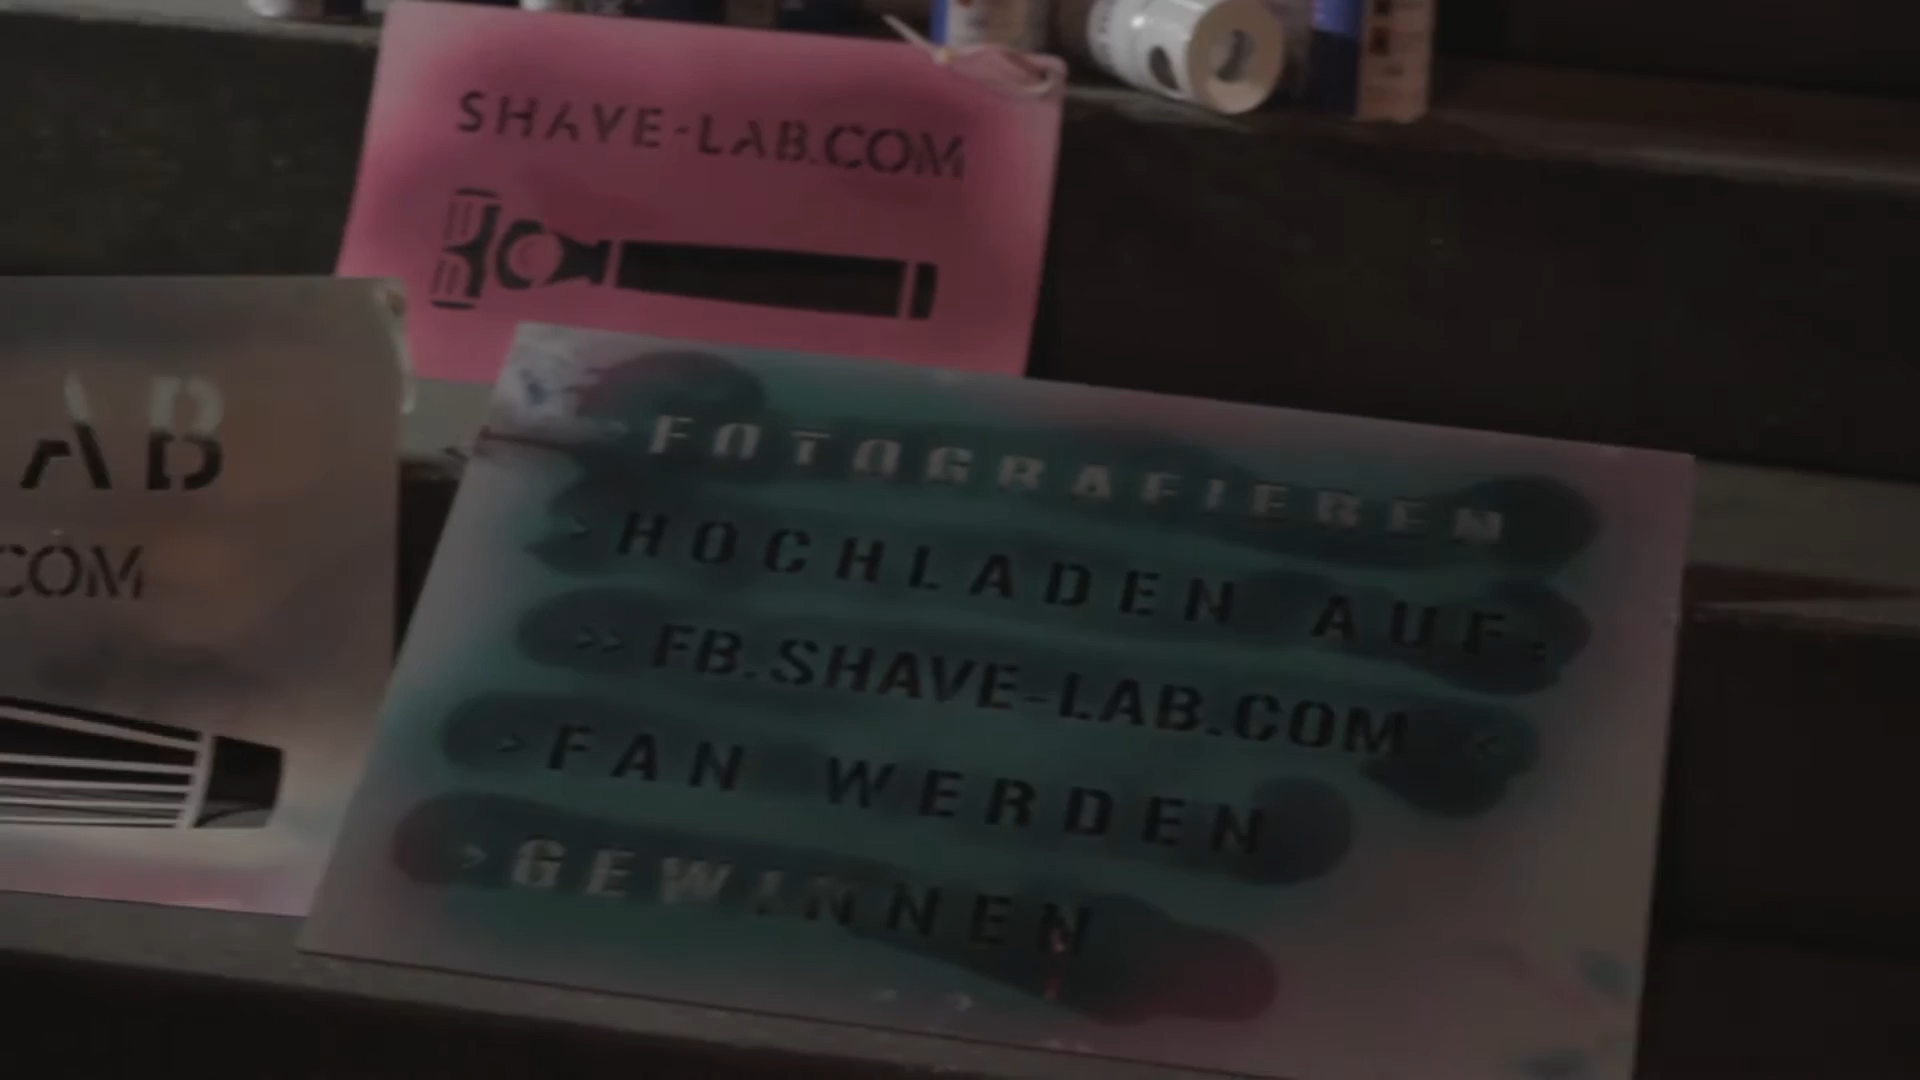 SHAVE-LAB.COM
AB
COM
> FOTOGRAFIEREN
> HOCHLADEN AUF:
>> FB.SHAVE-LAB.COM <
> FAN WERDEN
> GEWINNEN